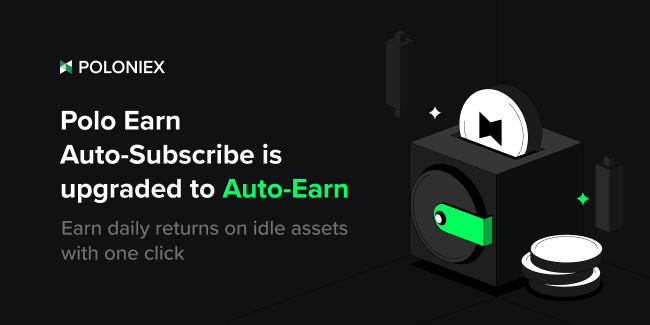 POLONIEX
Polo Earn
Auto-Subscribe is
upgraded to Auto-Earn
Earn daily returns on idle assets
with one click